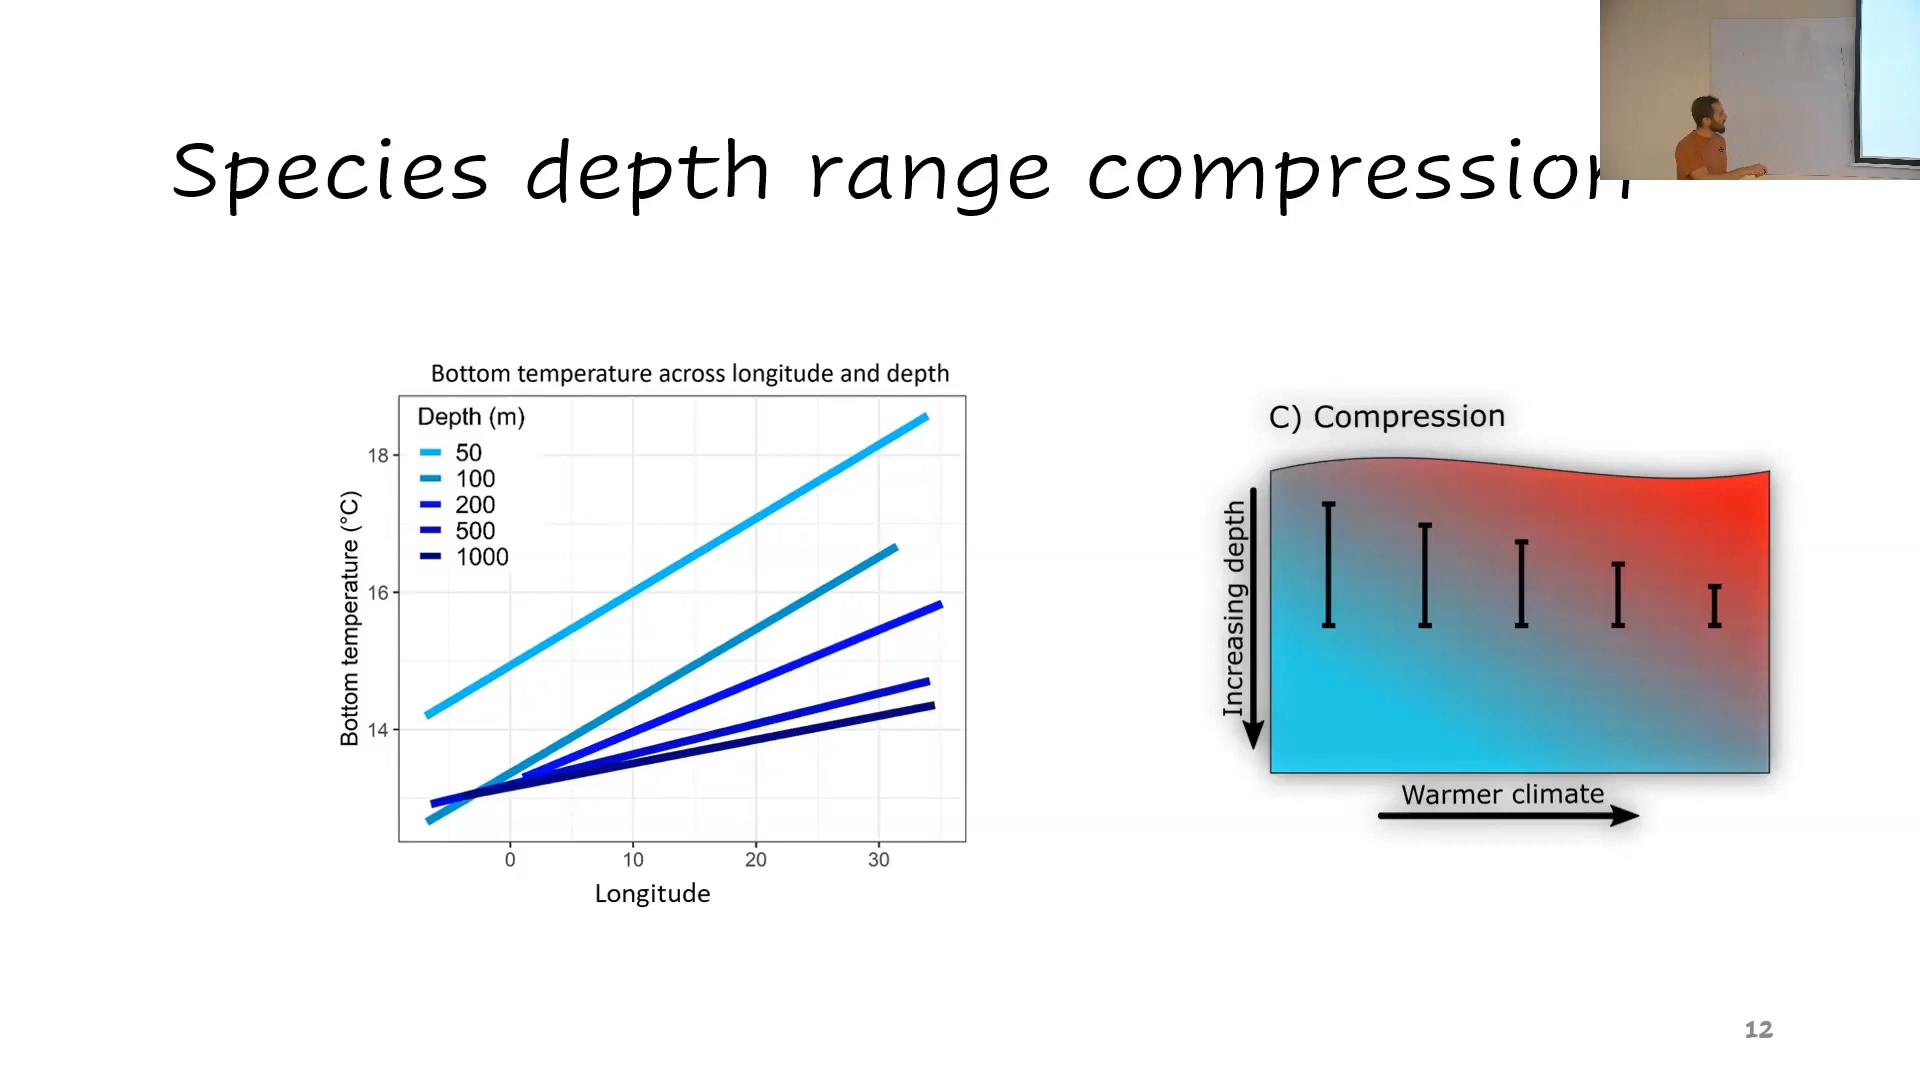 Species depth range compression
Bottom temperature across longitude and depth
Depth (m)
50
100
200
500
1000
18
16
14
Bottom temperature (°C)
0 10 20 30
Longitude
C) Compression
Increasing depth
Warmer climate
12